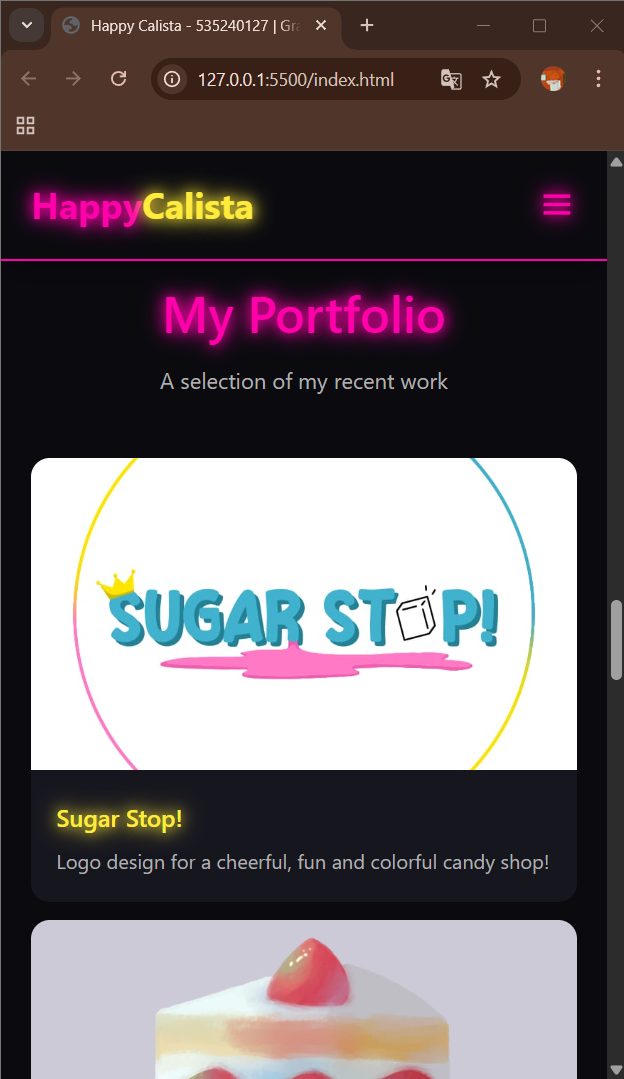 Happy Calista - 535240127 | Gra
127.0.0.1:5500/index.html
HappyCalista
My Portfolio
A selection of my recent work
SUGAR STOP!
Sugar Stop!
Logo design for a cheerful, fun and colorful candy shop!